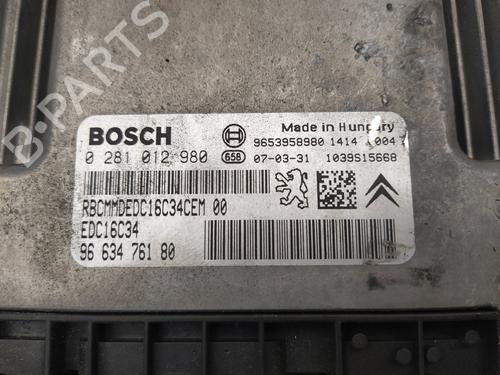 BOSCH
Made in Hungary
9653958980 1414 1004
0 281 012 980
658
07-03-31 1039S15668
RBCMMDEDC16C34CEM 00
EDC16C34
96 634 761 80